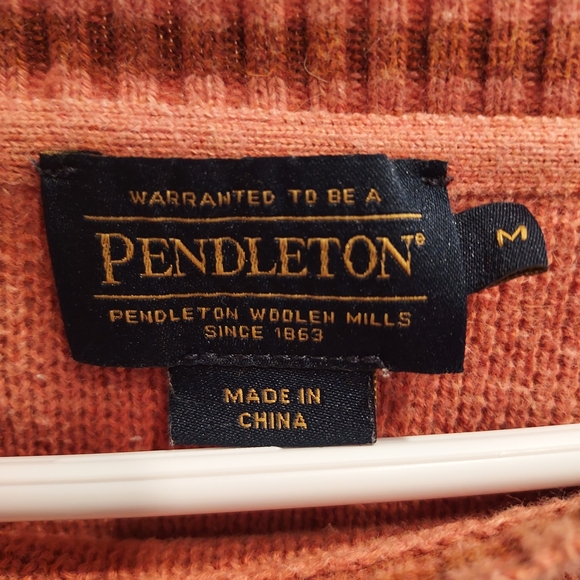 WARRANTED TO BE A
PENDLETON®
PENDLETON WOOLEN MILLS
SINCE 1863
M
MADE IN
CHINA